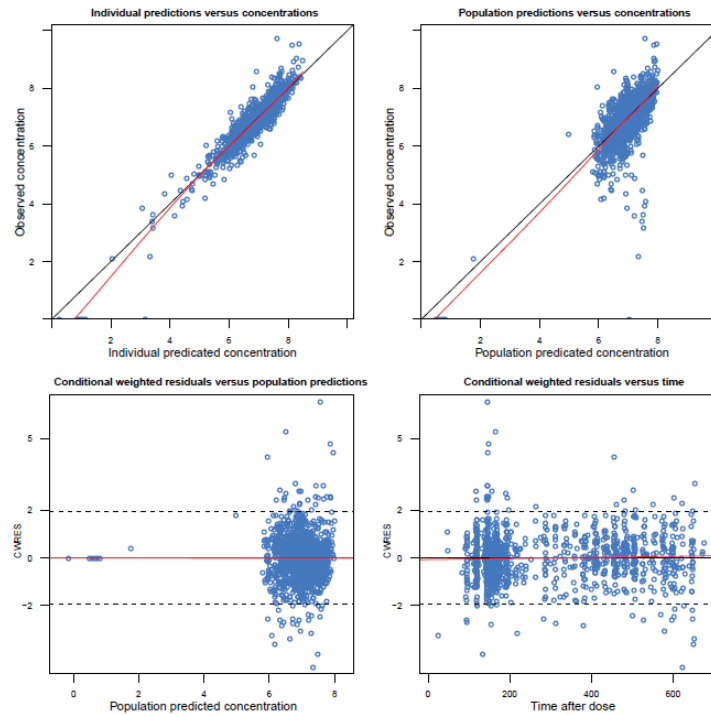 Individual predictions versus concentrations
Observed concentration
8
6
4
2
2
4
6
8
Individual predicated concentration
Population predictions versus concentrations
Observed concentration
8
6
4
2
2
4
6
8
Population predicated concentration
Conditional weighted residuals versus population predictions
CWRES
5
2
0
−2
0
2
4
6
8
Population predicted concentration
Conditional weighted residuals versus time
CWRES
5
2
0
−2
0
200
400
600
Time after dose